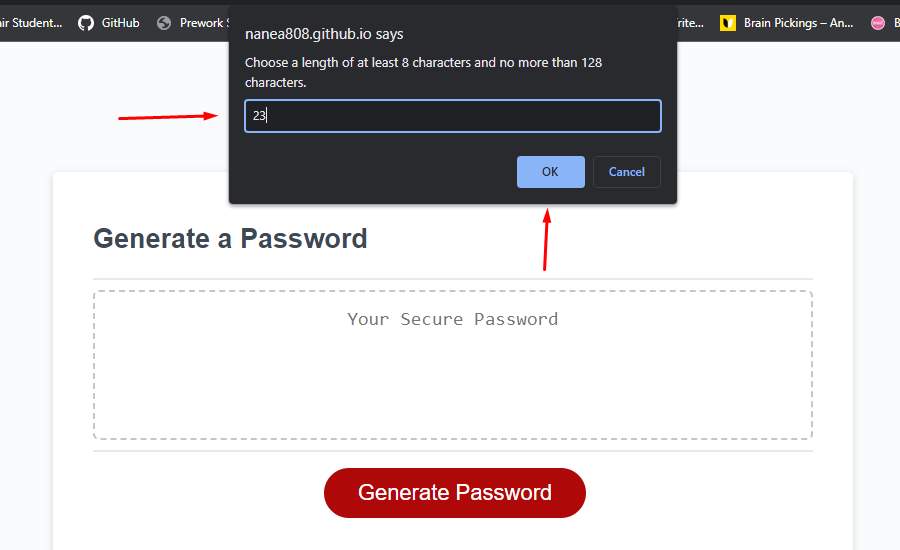 air Student...
GitHub
Prework S
rite...
Brain Pickings – An...
B
nanea808.github.io says
Choose a length of at least 8 characters and no more than 128
characters.
23
OK
Cancel
Generate a Password
Your Secure Password
Generate Password